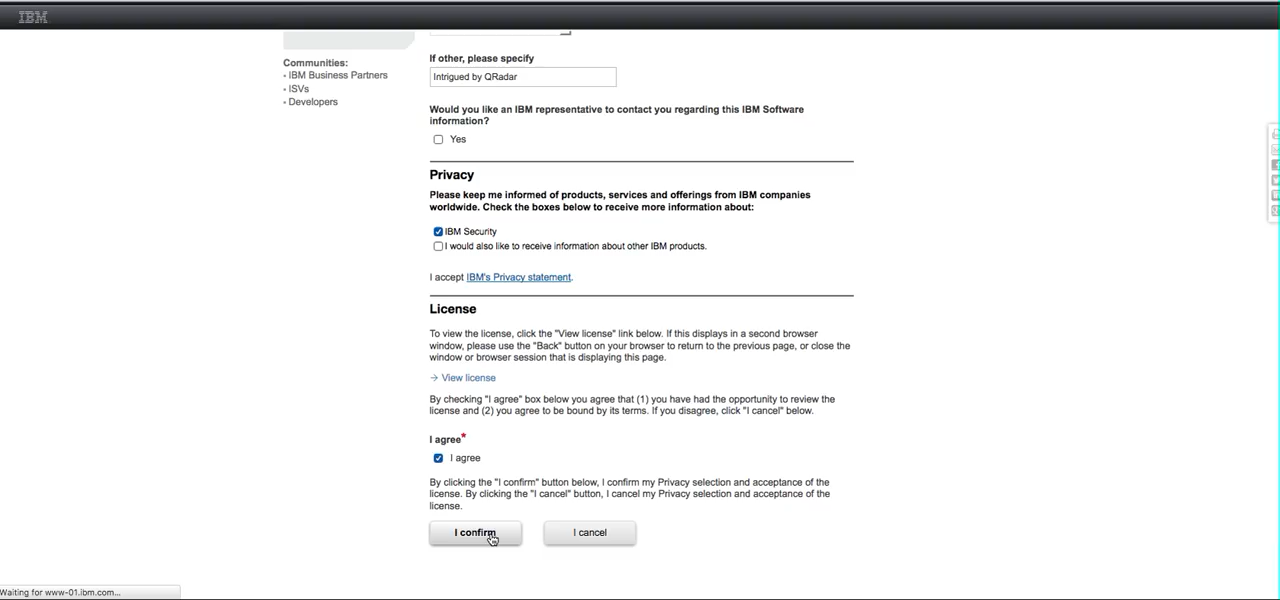 IBM
Communities:
- IBM Business Partners
- ISVs
- Developers
If other, please specify
Intrigued by QRadar
Would you like an IBM representative to contact you regarding this IBM Software
information?
Yes
Privacy
Please keep me informed of products, services and offerings from IBM companies
worldwide. Check the boxes below to receive more information about:
IBM Security
I would also like to receive information about other IBM products.
I accept IBM's Privacy statement.
License
To view the license, click the "View license" link below. If this displays in a second browser
window, please use the "Back" button on your browser to return to the previous page, or close the
window or browser session that is displaying this page.
→ View license
By checking "I agree" box below you agree that (1) you have had the opportunity to review the
license and (2) you agree to be bound by its terms. If you disagree, click "I cancel" below.
I agree*
I agree
By clicking the "I confirm" button below, I confirm my Privacy selection and acceptance of the
license. By clicking the "I cancel" button, I cancel my Privacy selection and acceptance of the
license.
I confirm
I cancel
Waiting for www-01.ibm.com...